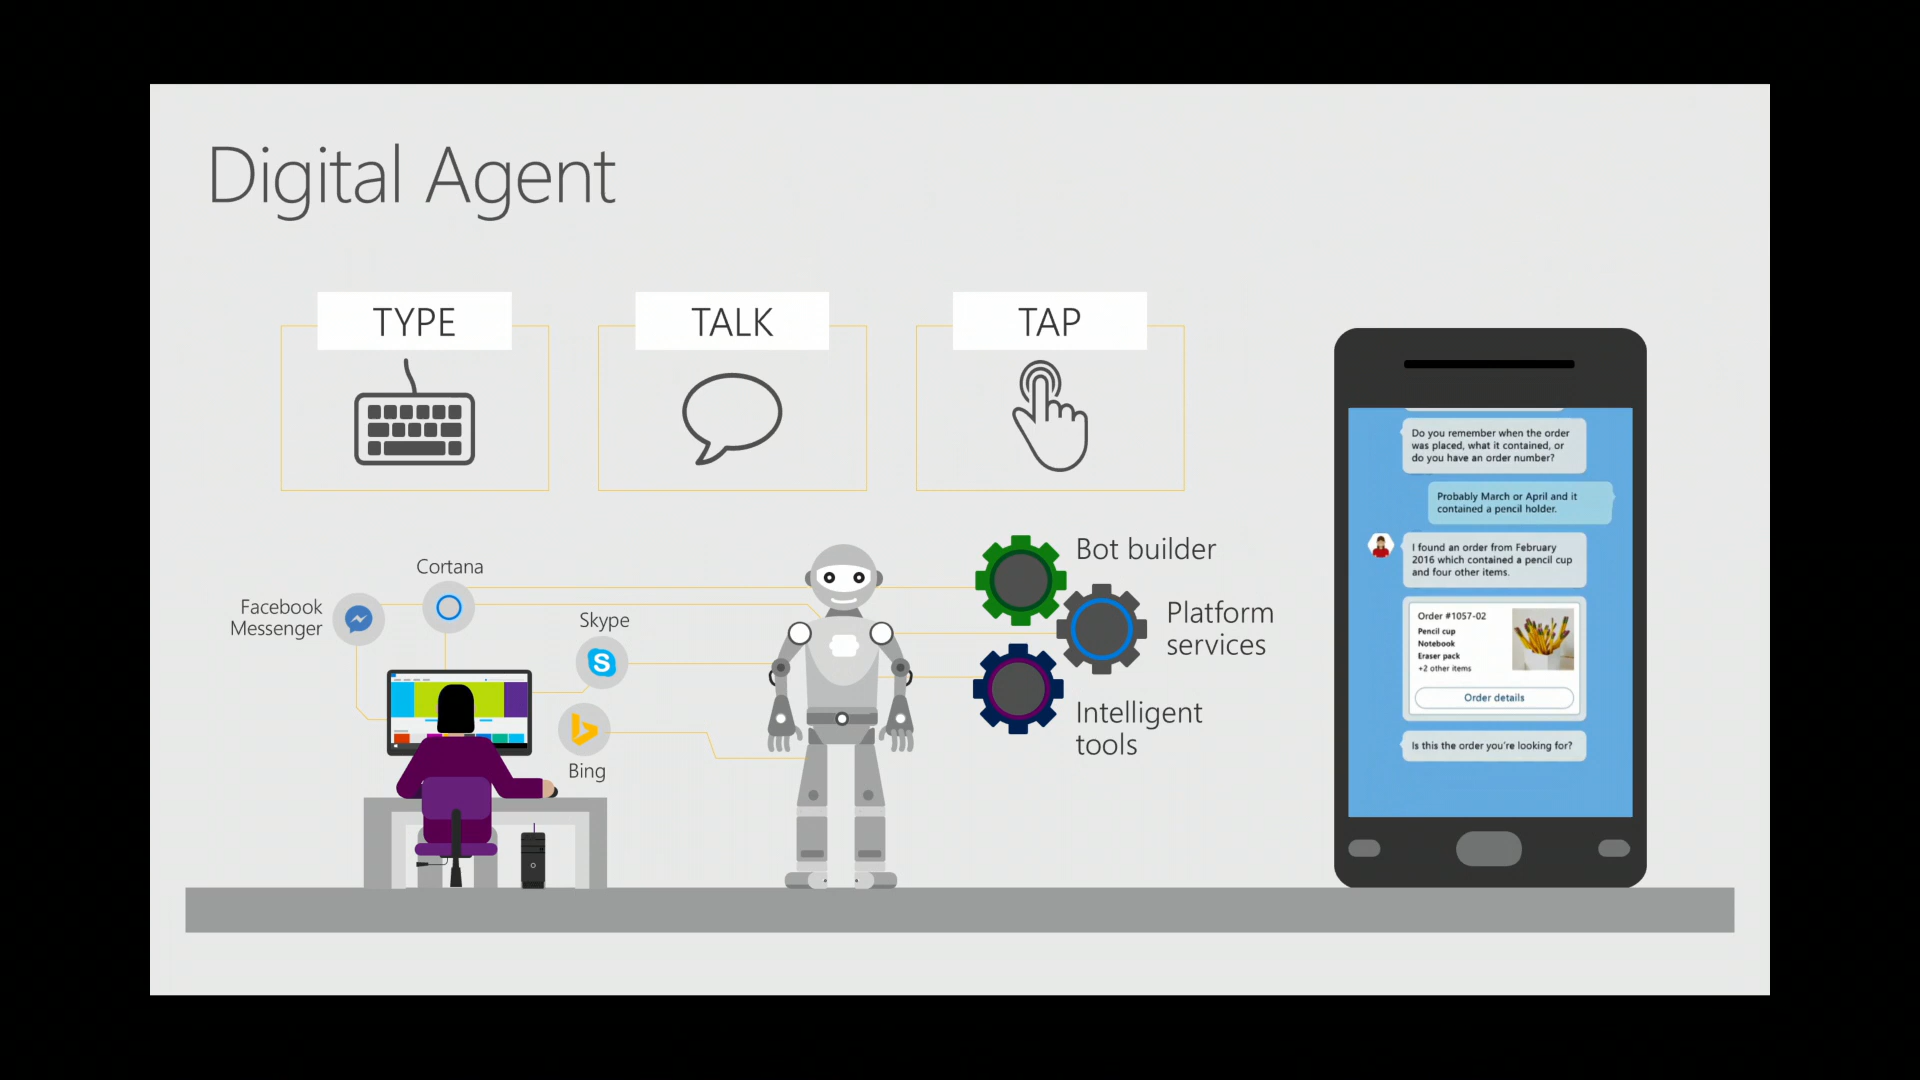 Digital Agent
TYPE
TALK
TAP
Cortana
Facebook
Messenger
Skype
Bing
Bot builder
Platform
services
Intelligent
tools
Do you remember when the order
was placed, what it contained, or
do you have an order number?
Probably March or April and it
contained a pencil holder.
I found an order from February
2016 which contained a pencil cup
and four other items.
Order #1057-02
Pencil cup
Notebook
Eraser pack
+2 other items
Order details
Is this the order you're looking for?